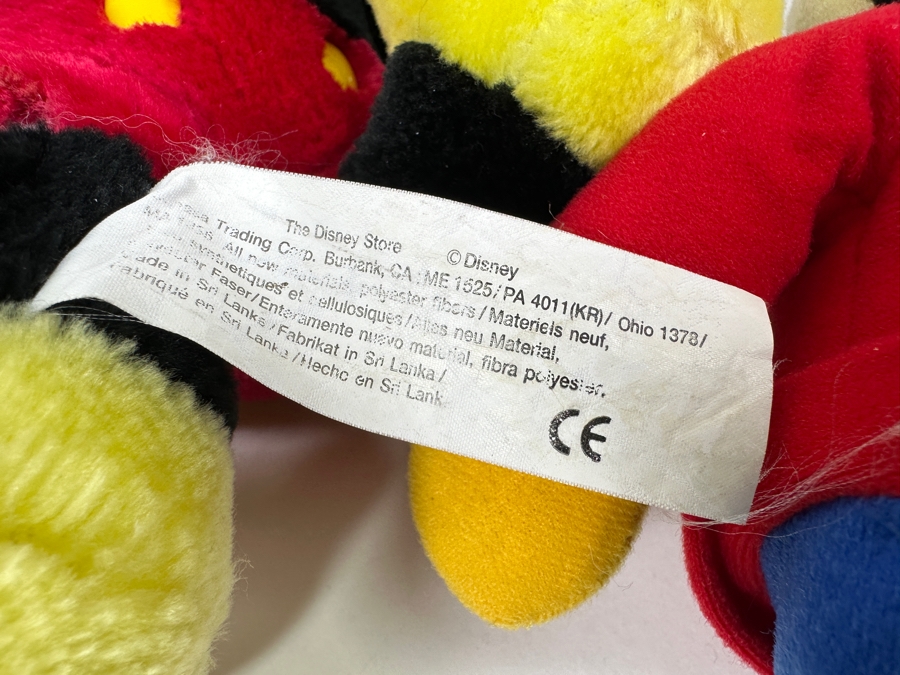 The Disney Store ©Disney
Trading Corp. Burbank, CA. ME 1525/ PA 4011(KR)/ Ohio 1378/
All new materials, polyester fibers / Materiels neuf,
synthetiques et cellulosiques / Alles neu Material,
Faser/Enteramente nuevo material, fibra polyester,
in Sri Lanka / Fabrikat in Sri Lanka /
Fabriqué en Sri Lanka / Hecho en Sri Lank
CE